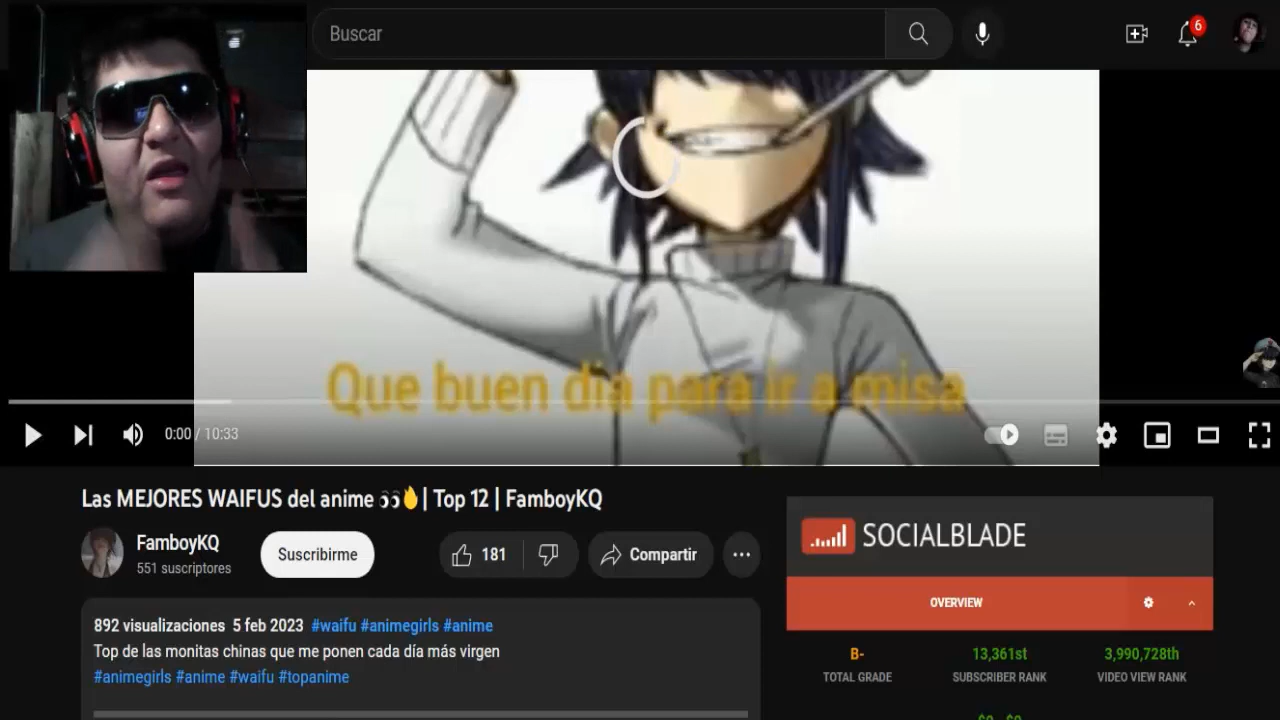 Buscar
6
Que buen día para ir a misa
0:00 / 10:33
Las MEJORES WAIFUS del anime 👀🔥| Top 12 | FamboyKQ
FamboyKQ
551 suscriptores
Suscribirme
181
Compartir
892 visualizaciones 5 feb 2023 #waifu #animegirls #anime
Top de las monitas chinas que me ponen cada día más virgen
#animegirls #anime #waifu #topanime
SOCIALBLADE
OVERVIEW
B-
13,361st
3,990,728th
TOTAL GRADE
SUBSCRIBER RANK
VIDEO VIEW RANK